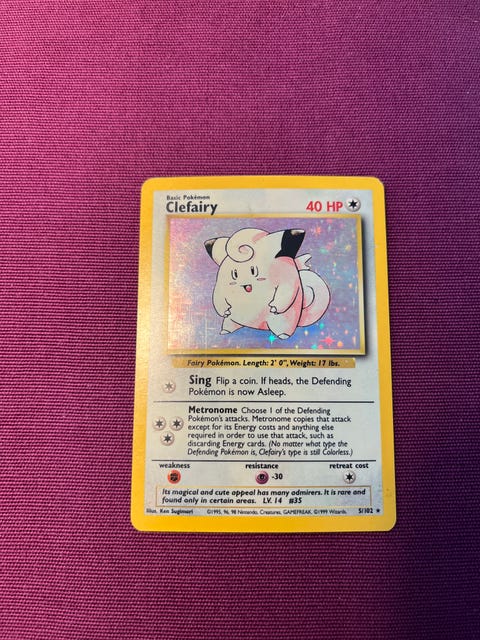 Basic Pokémon
Clefairy
40 HP
Fairy Pokémon. Length: 2' 0", Weight: 17 lbs.
Sing Flip a coin. If heads, the Defending
Pokémon is now Asleep.
Metronome Choose 1 of the Defending
Pokémon's attacks. Metronome copies that attack
except for its Energy costs and anything else
required in order to use that attack, such as
discarding Energy cards. (No matter what type the
Defending Pokémon is, Clefairy's type is still Colorless.)
weakness resistance retreat cost
-30
Its magical and cute appeal has many admirers. It is rare and
found only in certain areas. LV. 14 #35
Illus. Ken Sugimori ©1995, 96, 98 Nintendo, Creatures, GAMEFREAK. ©1999 Wizards. 5/102 ★